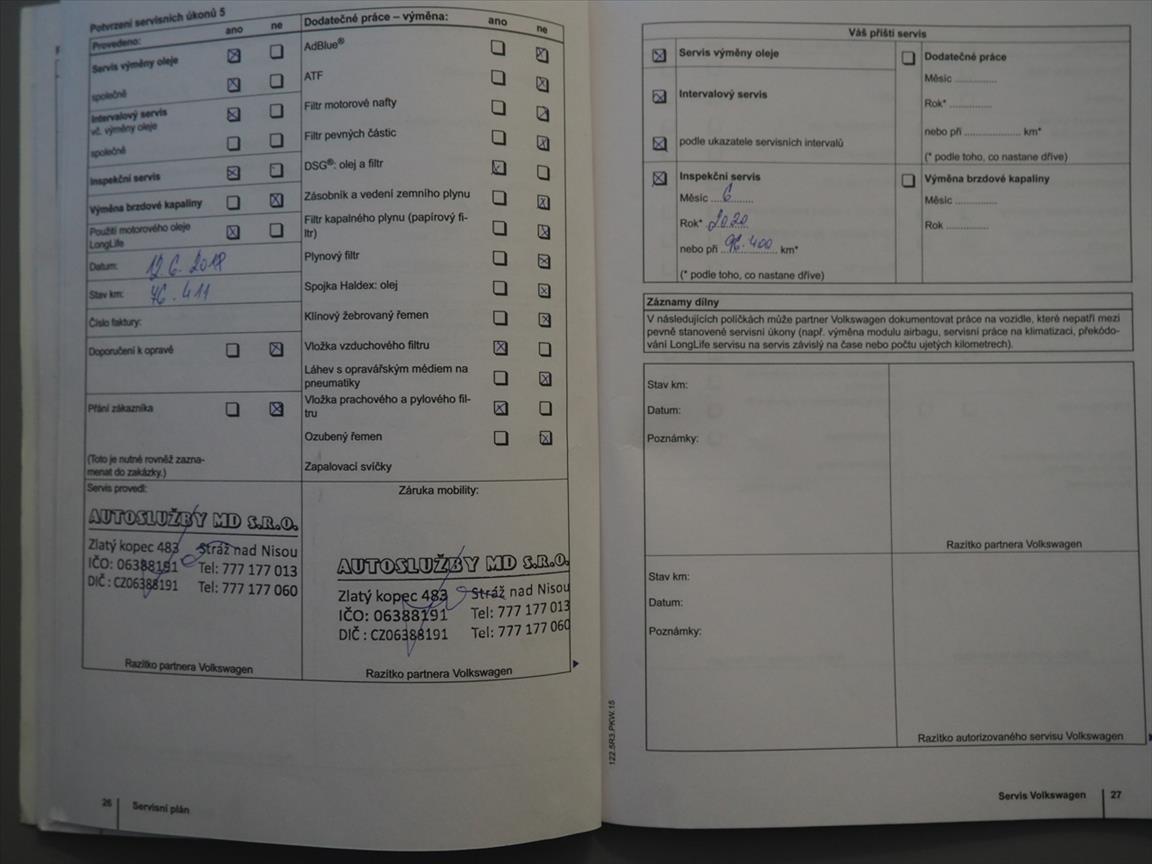 Potvrzení servisních úkonů 5
Provedeno:
ano
ne
Servis výměny oleje
společně
Intervalový servis
vč. výměny oleje
společně
Inspekční servis
Výměna brzdové kapaliny
Použití motorového oleje
LongLife
Datum: 12 6. 2018
Stav km: 76.411
Číslo faktury:
Doporučení k opravě
Přání zákazníka
(Toto je nutné rovněž zazna-
menat do zakázky.)
Servis provedl:
AUTOSLUŽBY MD S.R.O.
Zlatý kopec 483 Stráž nad Nisou
IČO: 06388191 Tel: 777 177 013
DIČ : CZ06388191 Tel: 777 177 060
Razítko partnera Volkswagen
Dodatečné práce – výměna:
ano
ne
AdBlue®
ATF
Filtr motorové nafty
Filtr pevných částic
DSG®: olej a filtr
Zásobník a vedení zemního plynu
Filtr kapalného plynu (papírový fi-
ltr)
Plynový filtr
Spojka Haldex: olej
Klínový žebrovaný řemen
Vložka vzduchového filtru
Láhev s opravářským médiem na
pneumatiky
Vložka prachového a pylového fil-
tru
Ozubený řemen
Zapalovací svíčky
Záruka mobility:
AUTOSLUŽBY MD S.R.O.
Zlatý kopec 483 Stráž nad Nisou
IČO: 06388191 Tel: 777 177 013
DIČ : CZ06388191 Tel: 777 177 060
Razítko partnera Volkswagen
26 Servisní plán
Váš příští servis
Servis výměny oleje
Intervalový servis
podle ukazatele servisních intervalů
Inspekční servis
Měsíc ...6.......
Rok* 2020
nebo při 96.400 km*
(* podle toho, co nastane dříve)
Dodatečné práce
Měsíc ..............
Rok* ..............
nebo při .................. km*
(* podle toho, co nastane dříve)
Výměna brzdové kapaliny
Měsíc ..............
Rok ..............
Záznamy dílny
V následujících políčkách může partner Volkswagen dokumentovat práce na vozidle, které nepatří mezi
pevně stanovené servisní úkony (např. výměna modulu airbagu, servisní práce na klimatizaci, překódo-
vání LongLife servisu na servis závislý na čase nebo počtu ujetých kilometrech).
Stav km:
Datum:
Poznámky:
Razítko partnera Volkswagen
Stav km:
Datum:
Poznámky:
Razítko autorizovaného servisu Volkswagen
122.5R3.PKW.15
Servis Volkswagen 27